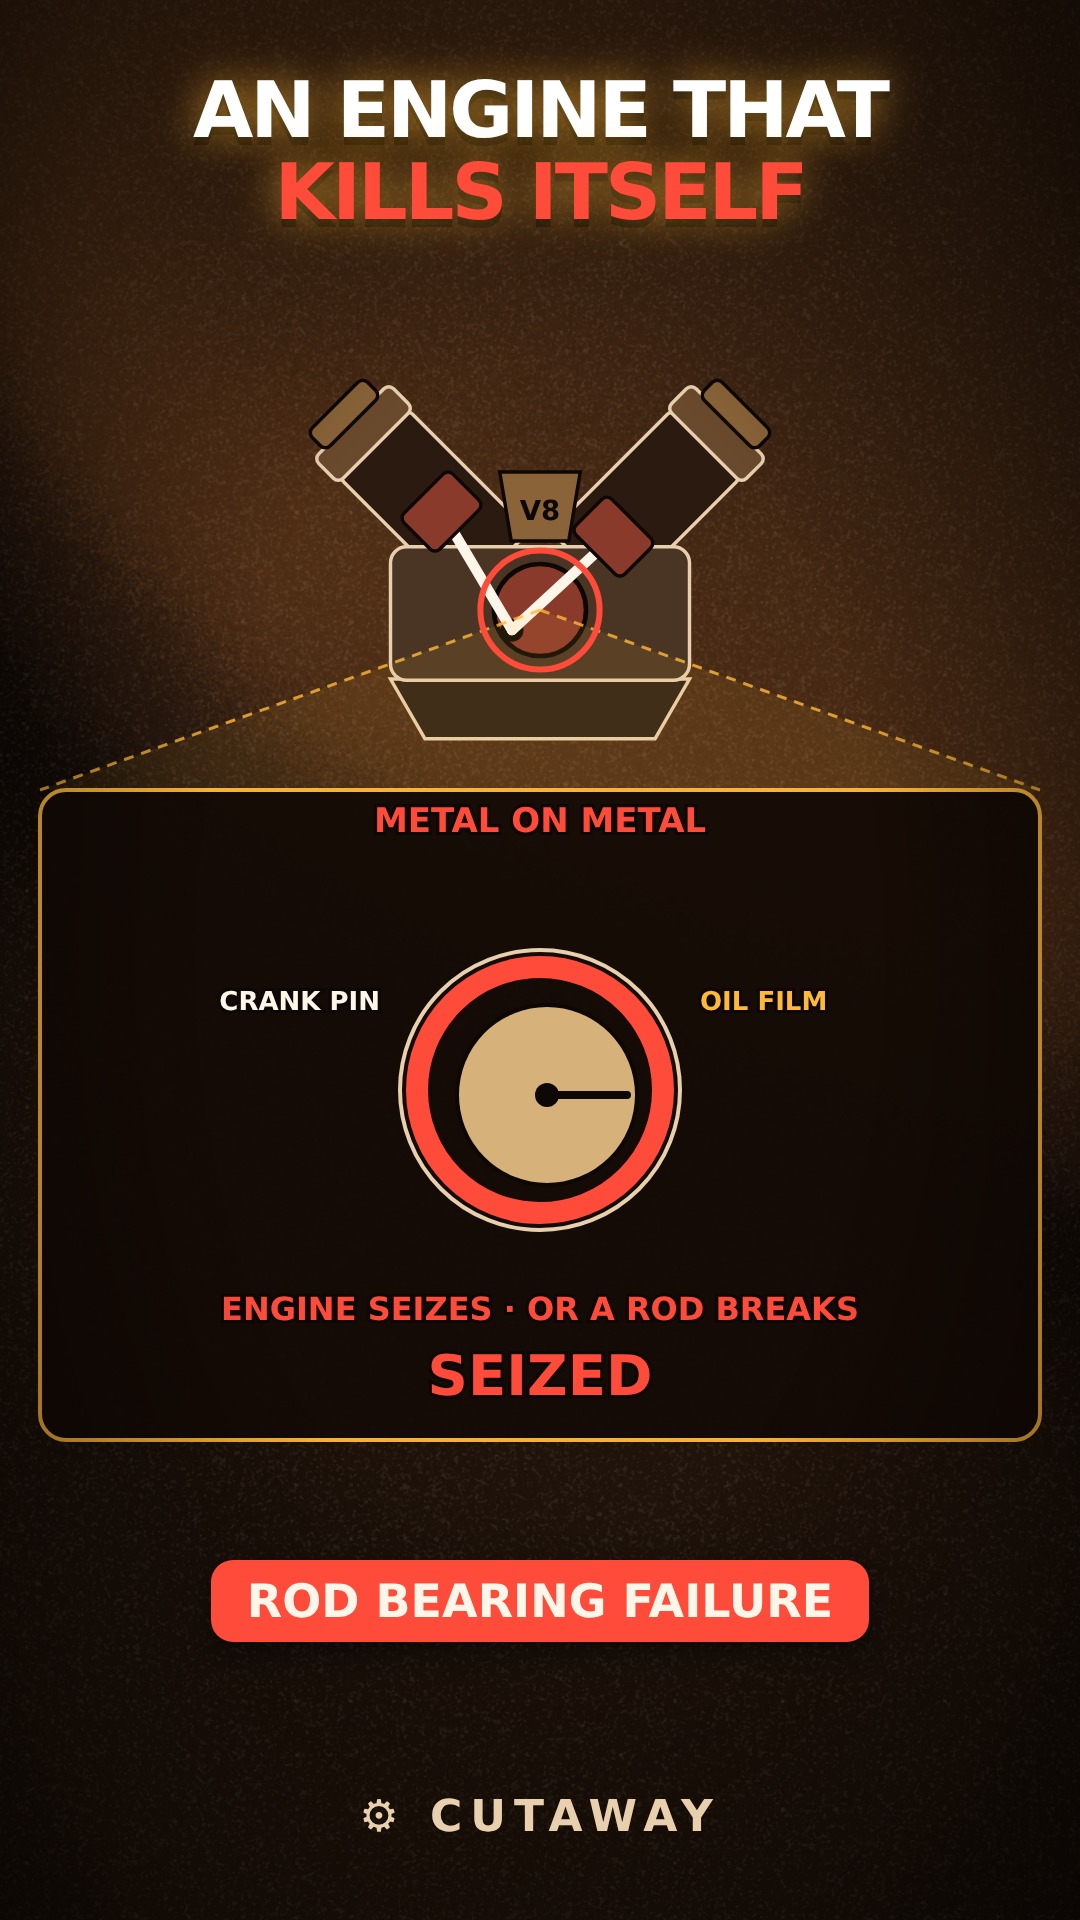 AN ENGINE THAT
KILLS ITSELF
V8
METAL ON METAL
CRANK PIN
OIL FILM
ENGINE SEIZES · OR A ROD BREAKS
SEIZED
ROD BEARING FAILURE
⚙ CUTAWAY